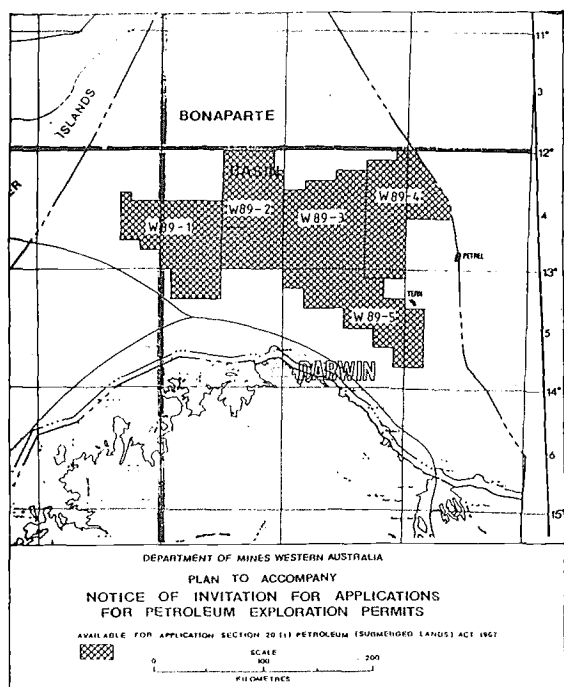 11°
3
ISLANDS
BONAPARTE
12°
BASIN
W89-4
W89-2
W89-3
W89-1
4
PETREL
13°
TERN
W89-5
5
DARWIN
14°
6
15°
DEPARTMENT OF MINES WESTERN AUSTRALIA
PLAN TO ACCOMPANY
NOTICE OF INVITATION FOR APPLICATIONS
FOR PETROLEUM EXPLORATION PERMITS
AVAILABLE FOR APPLICATION SECTION 20 (1) PETROLEUM (SUBMERGED LANDS) ACT 1967
SCALE
0 100 200
KILOMETRES